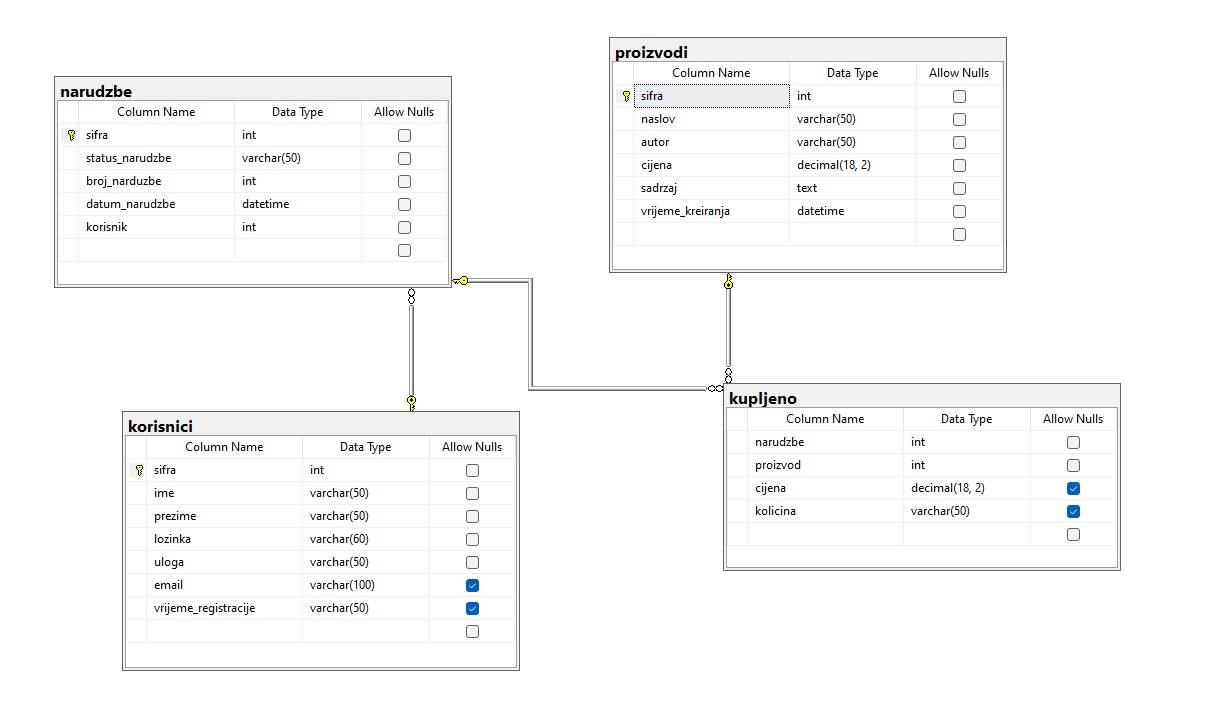 narudzbe
Column Name Data Type Allow Nulls
sifra int
status_narudzbe varchar(50)
broj_narduzbe int
datum_narudzbe datetime
korisnik int
proizvodi
Column Name Data Type Allow Nulls
sifra int
naslov varchar(50)
autor varchar(50)
cijena decimal(18, 2)
sadrzaj text
vrijeme_kreiranja datetime
korisnici
Column Name Data Type Allow Nulls
sifra int
ime varchar(50)
prezime varchar(50)
lozinka varchar(60)
uloga varchar(50)
email varchar(100)
vrijeme_registracije varchar(50)
kupljeno
Column Name Data Type Allow Nulls
narudzbe int
proizvod int
cijena decimal(18, 2)
kolicina varchar(50)